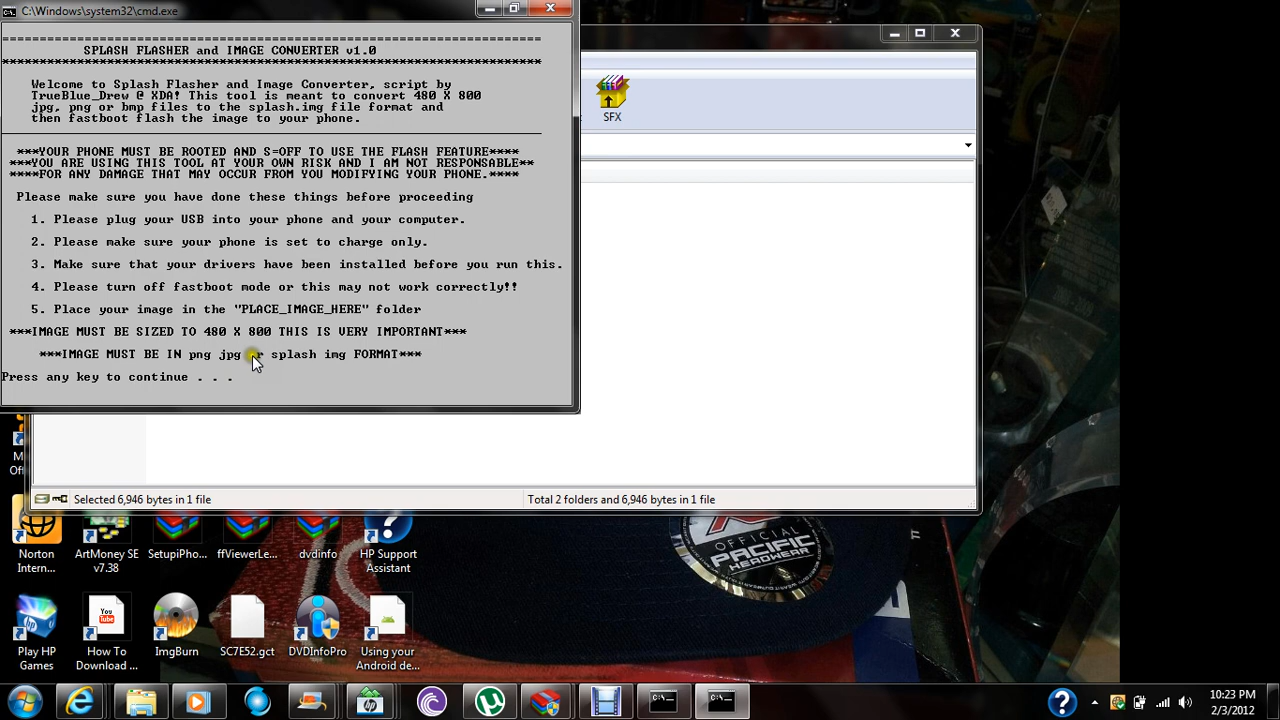 C:\Windows\system32\cmd.exe
SPLASH FLASHER and IMAGE CONVERTER v1.0
Welcome to Splash Flasher and Image Converter, script by
TrueBlue_Drew @ XDA! This tool is meant to convert 480 X 800
jpg, png or bmp files to the splash.img file format and
then fastboot flash the image to your phone.
***YOUR PHONE MUST BE ROOTED AND S=OFF TO USE THE FLASH FEATURE****
***YOU ARE USING THIS TOOL AT YOUR OWN RISK AND I AM NOT RESPONSABLE**
****FOR ANY DAMAGE THAT MAY OCCUR FROM YOU MODIFYING YOUR PHONE.****
Please make sure you have done these things before proceeding
1. Please plug your USB into your phone and your computer.
2. Please make sure your phone is set to charge only.
3. Make sure that your drivers have been installed before you run this.
4. Please turn off fastboot mode or this may not work correctly!!
5. Place your image in the "PLACE_IMAGE_HERE" folder
***IMAGE MUST BE SIZED TO 480 X 800 THIS IS VERY IMPORTANT***
***IMAGE MUST BE IN png jpg or splash img FORMAT***
Press any key to continue . . .
SFX
Selected 6,946 bytes in 1 file
Total 2 folders and 6,946 bytes in 1 file
Norton
Intern...
ArtMoney SE
v7.38
SetupiPho...
ffViewerLe...
dvdinfo
HP Support
Assistant
OFFICIAL
PACIFIC
HEADWEAR
Play HP
Games
You
Tube
How To
Download ...
ImgBurn
SC7E52.gct
DVDInfoPro
Using your
Android de...
10:23 PM
2/3/2012